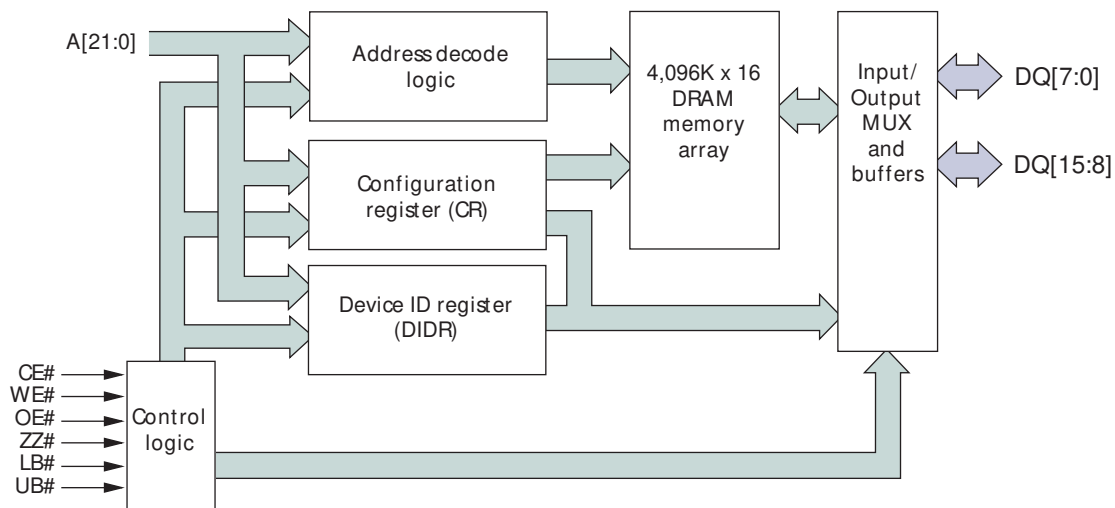 A[21:0]
Address decode
logic
4,096K x 16
DRAM
memory
array
Input/
Output
MUX
and
buffers
DQ[7:0]
DQ[15:8]
Configuration
register (CR)
Device ID register
(DIDR)
CE#
WE#
OE#
ZZ#
LB#
UB#
Control
logic